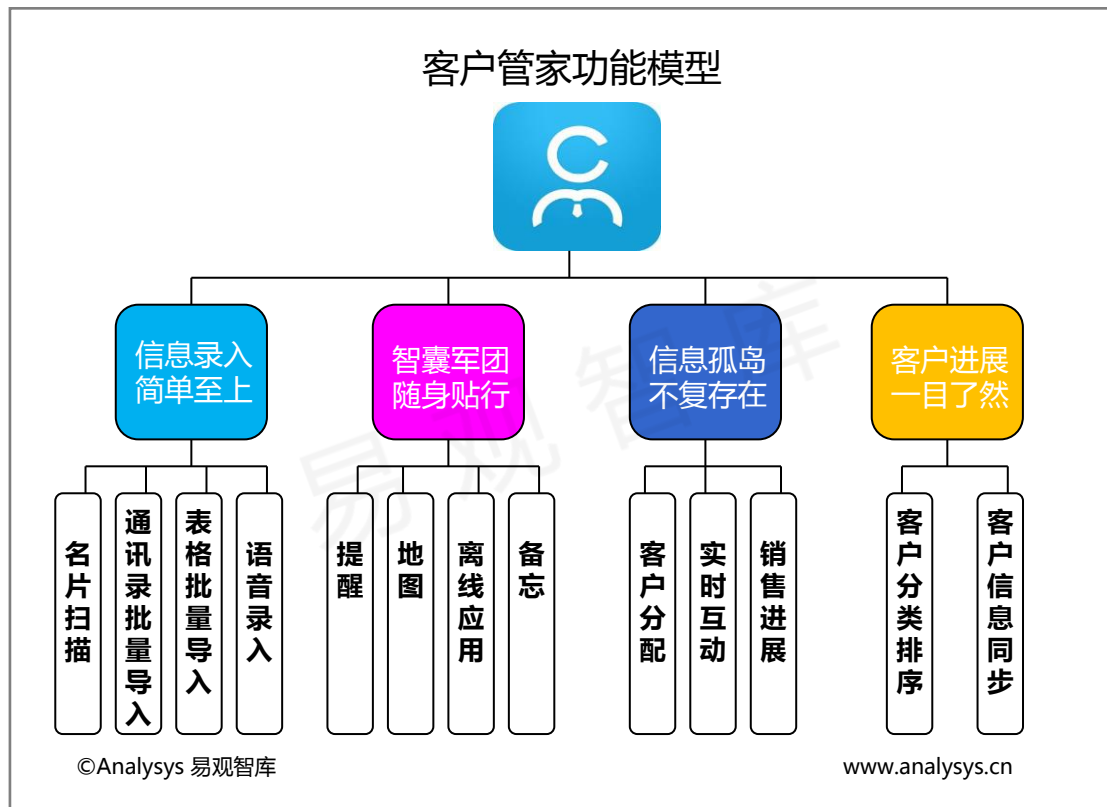 客户管家功能模型
信息录入
简单至上
智囊军团
随身贴行
信息孤岛
不复存在
客户进展
一目了然
名片扫描
通讯录批量导入
表格批量导入
语音录入
提醒
地图
离线应用
备忘
客户分配
实时互动
销售进展
客户分类排序
客户信息同步
易观智库
©Analysys 易观智库
www.analysys.cn